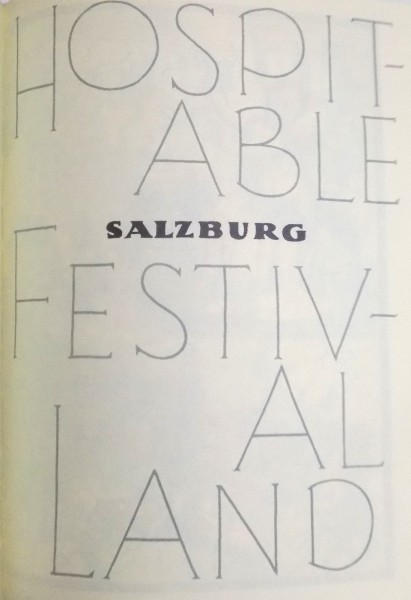 HOSPIT-
ABLE
SALZBURG
FESTIV-
AL
LAND